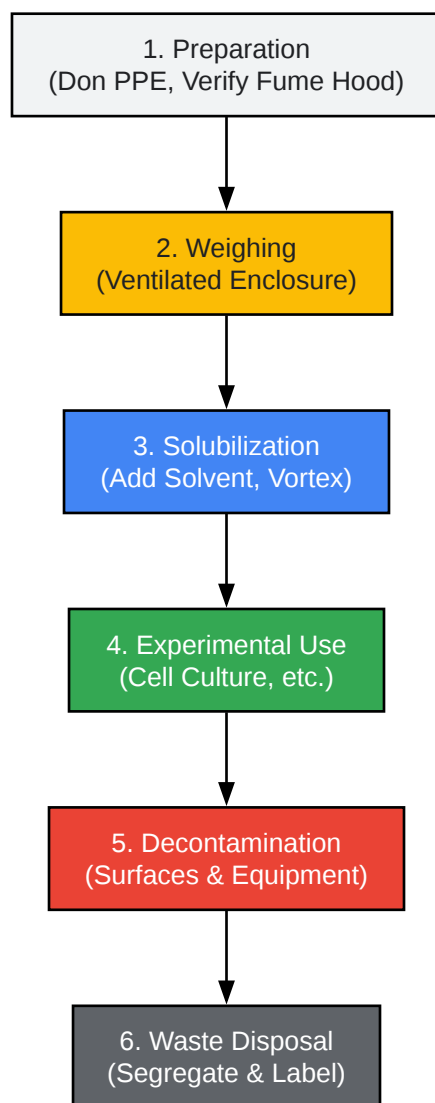 1. Preparation
(Don PPE, Verify Fume Hood)
2. Weighing
(Ventilated Enclosure)
3. Solubilization
(Add Solvent, Vortex)
4. Experimental Use
(Cell Culture, etc.)
5. Decontamination
(Surfaces & Equipment)
6. Waste Disposal
(Segregate & Label)